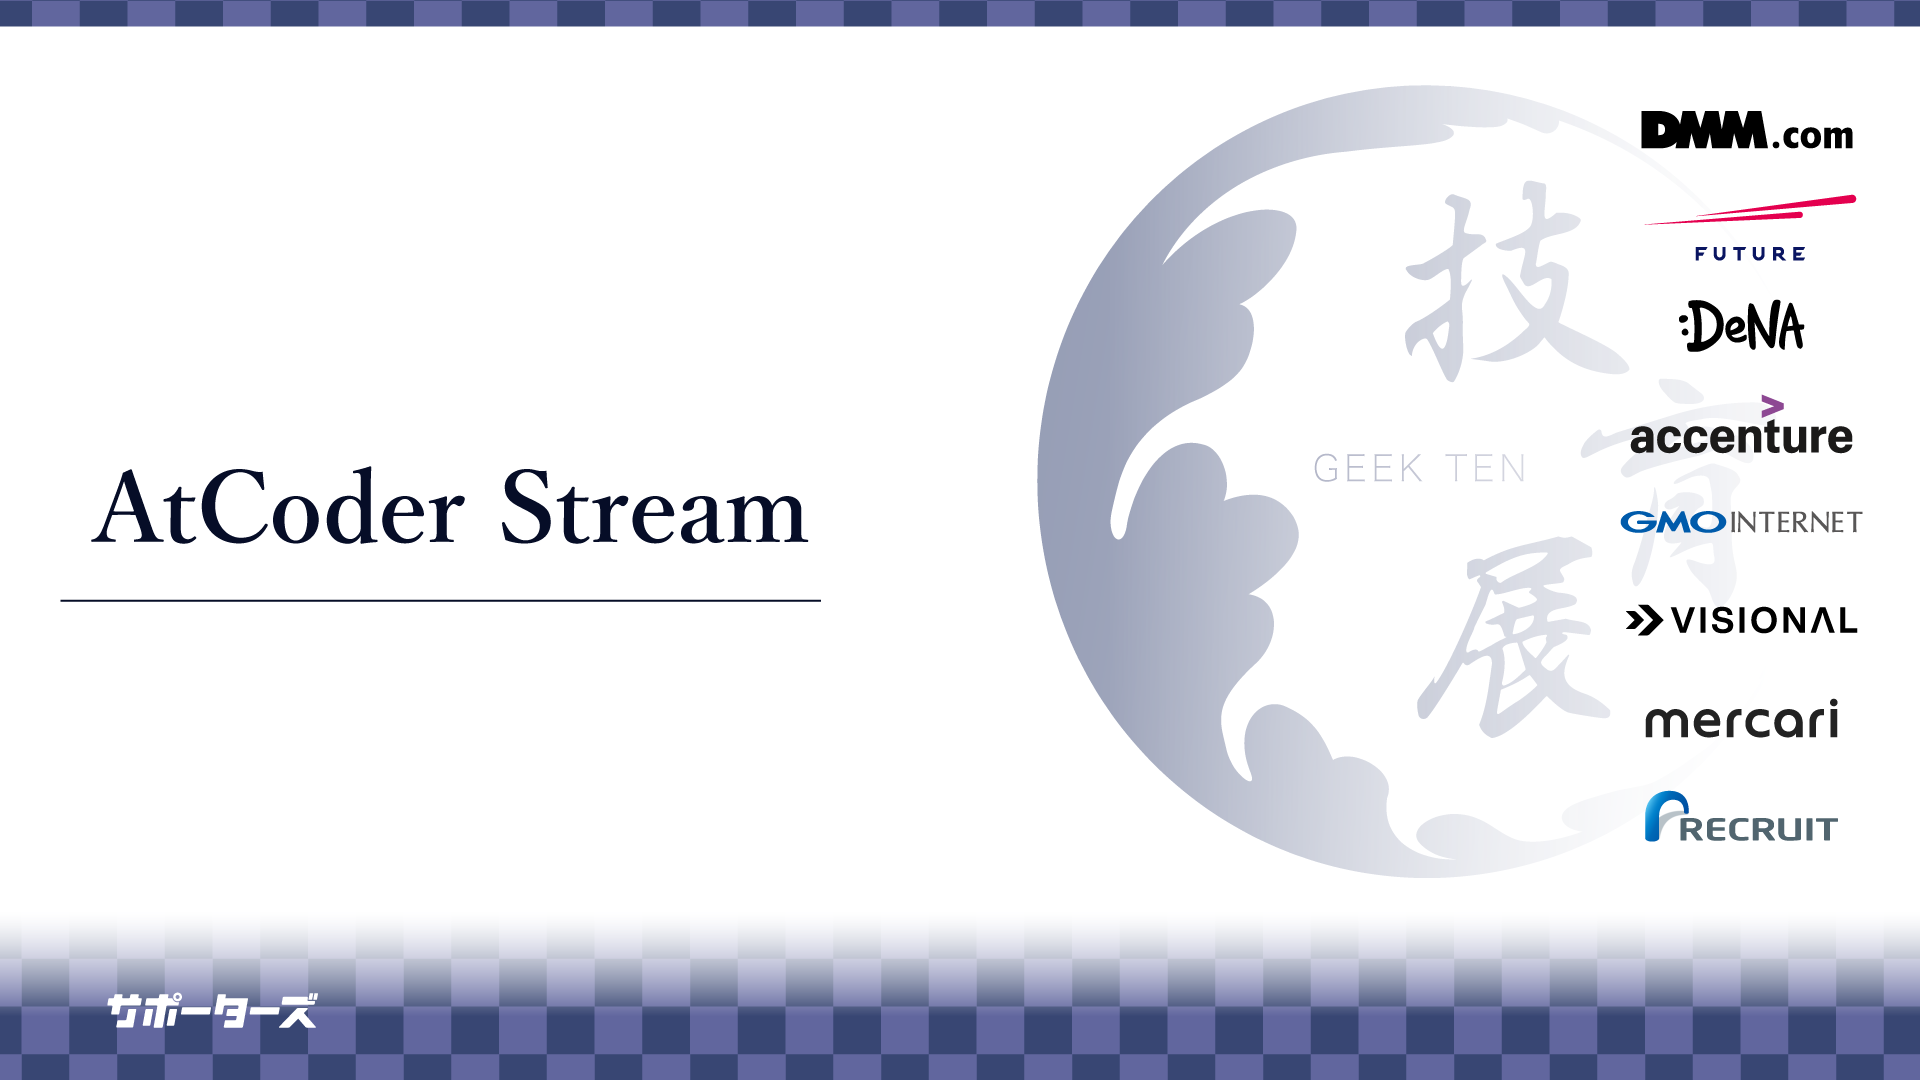 AtCoder Stream
技
育
展
GEEK TEN
DMM.com
FUTURE
:DeNA
accenture
GMO INTERNET
VISIONAL
mercari
RECRUIT
サポーターズ